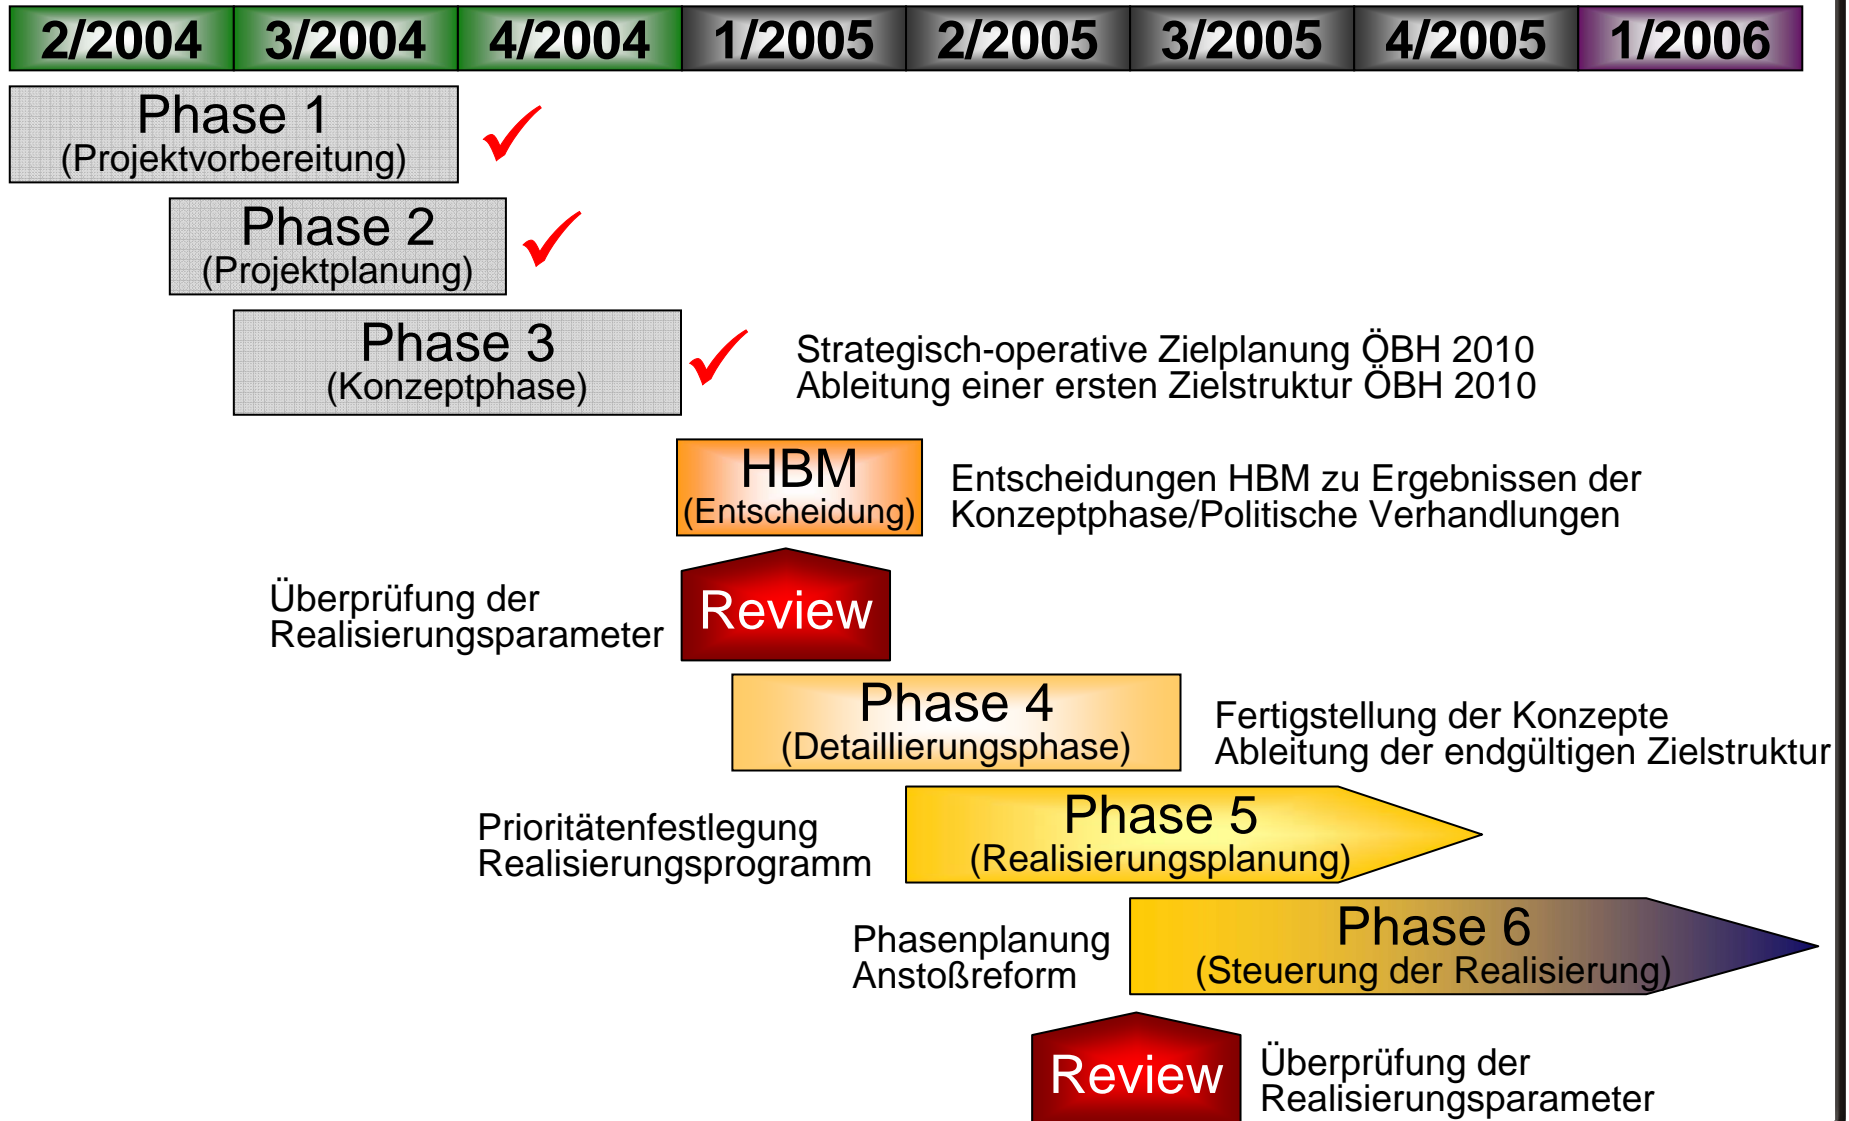 2/2004 3/2004 4/2004 1/2005 2/2005 3/2005 4/2005 1/2006
Phase 1
(Projektvorbereitung)
Phase 2
(Projektplanung)
Phase 3
(Konzeptphase)
Strategisch-operative Zielplanung ÖBH 2010
Ableitung einer ersten Zielstruktur ÖBH 2010
HBM
(Entscheidung)
Entscheidungen HBM zu Ergebnissen der
Konzeptphase/Politische Verhandlungen
Überprüfung der
Realisierungsparameter
Review
Phase 4
(Detaillierungsphase)
Fertigstellung der Konzepte
Ableitung der endgültigen Zielstruktur
Prioritätenfestlegung
Realisierungsprogramm
Phase 5
(Realisierungsplanung)
Phasenplanung
Anstoßreform
Phase 6
(Steuerung der Realisierung)
Review
Überprüfung der
Realisierungsparameter